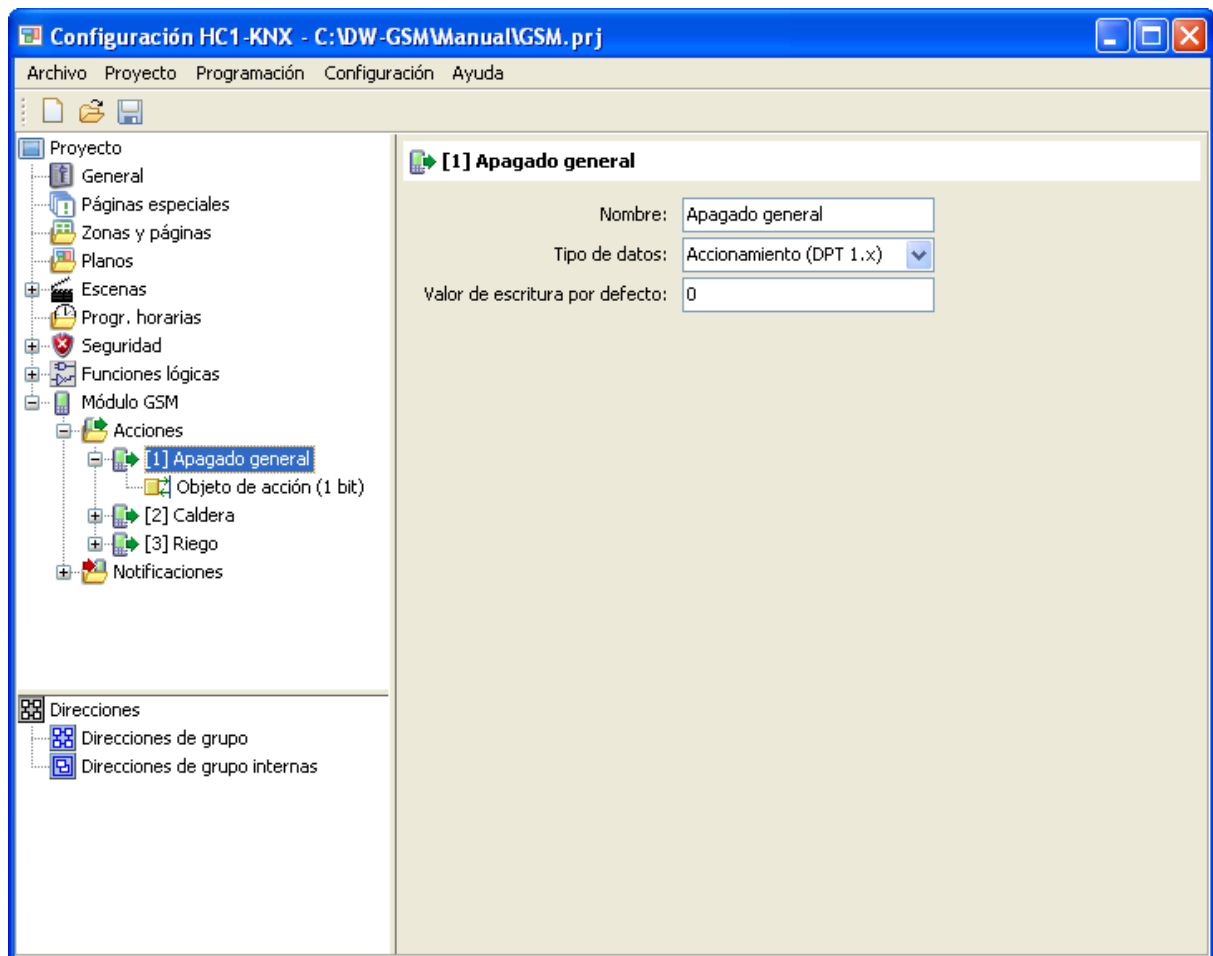 Configuración HC1-KNX - C:\DW-GSM\Manual\GSM.prj
Archivo Proyecto Programación Configuración Ayuda
Proyecto
General
Páginas especiales
Zonas y páginas
Planos
Escenas
Progr. horarias
Seguridad
Funciones lógicas
Módulo GSM
Acciones
[1] Apagado general
Objeto de acción (1 bit)
[2] Caldera
[3] Riego
Notificaciones
Direcciones
Direcciones de grupo
Direcciones de grupo internas
[1] Apagado general
Nombre: Apagado general
Tipo de datos: Accionamiento (DPT 1.x)
Valor de escritura por defecto: 0